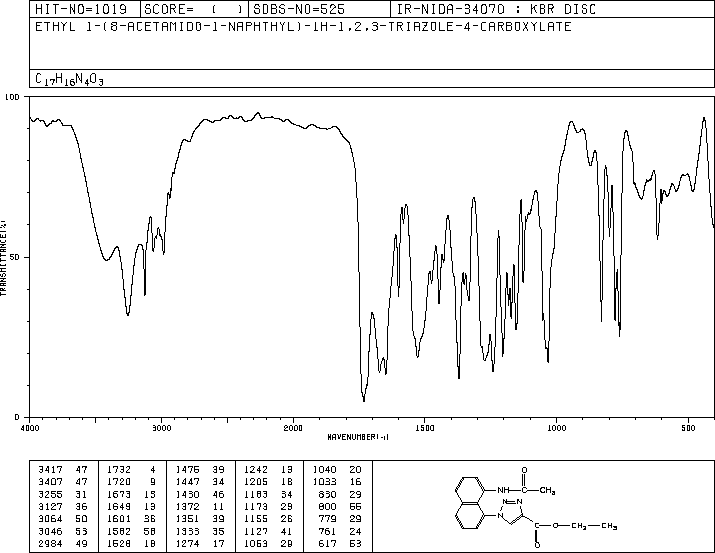 HIT-NO=1019 SCORE= ( ) SDBS-NO=525 IR-NIDA-34070 : KBR DISC
ETHYL 1-(8-ACETAMIDO-1-NAPHTHYL)-1H-1,2,3-TRIAZOLE-4-CARBOXYLATE
C17H16N4O3
100
50
0
TRANSMITTANCE(%)
4000 3000 2000 1500 1000 500
WAVENUMBER(-1)
3417 47 1732 4 1476 39 1242 13 1040 20
3407 47 1720 9 1447 34 1205 18 1033 16
3255 31 1673 13 1430 46 1183 34 830 29
3127 36 1649 13 1372 11 1173 29 800 55
3064 50 1601 36 1351 39 1155 26 779 29
3046 53 1582 58 1333 35 1127 41 761 24
2984 49 1528 18 1274 17 1053 29 617 53
O
NH C CH3
N N
N
C O CH2 CH3
O